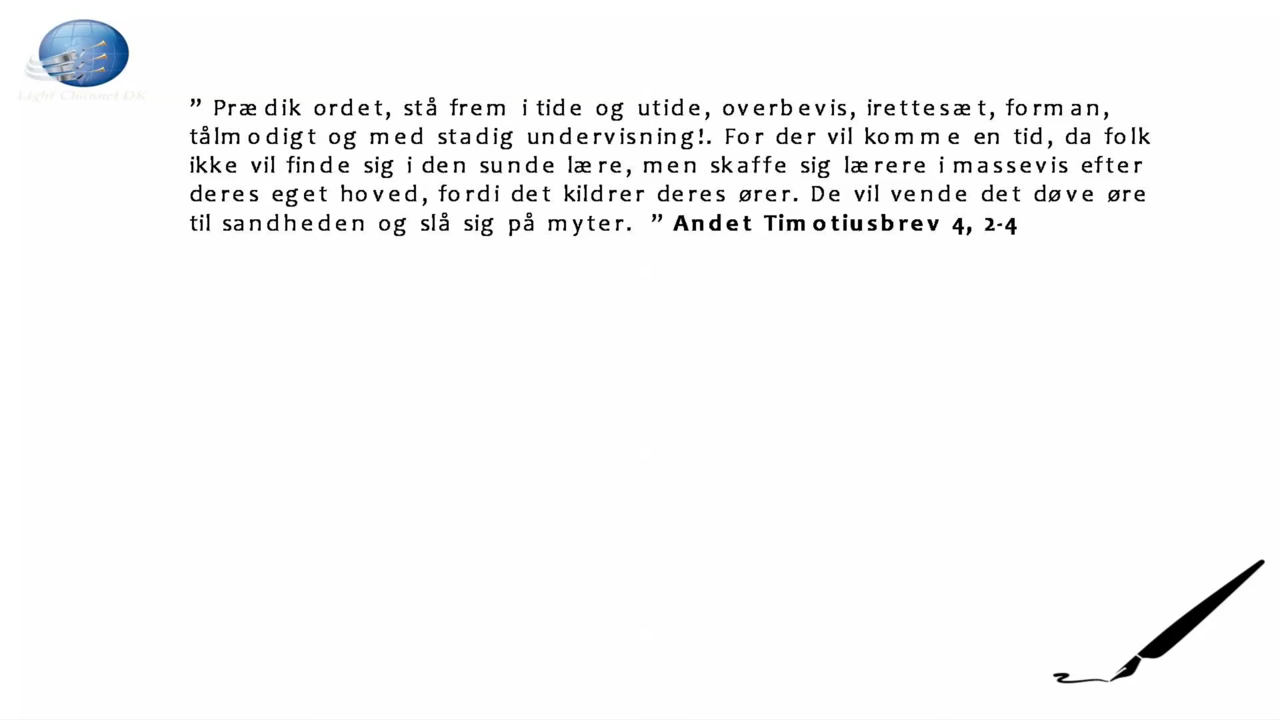 Light Channel DK
” Prædik ordet, stå frem i tide og utide, overbevis, irettesæt, forman,
tålmodigt og med stadig undervisning!. For der vil komme en tid, da folk
ikke vil finde sig i den sunde lære, men skaffe sig lærere i massevis efter
deres eget hoved, fordi det kildrer deres ører. De vil vende det døve øre
til sandheden og slå sig på myter. ” Andet Timotiusbrev 4, 2-4